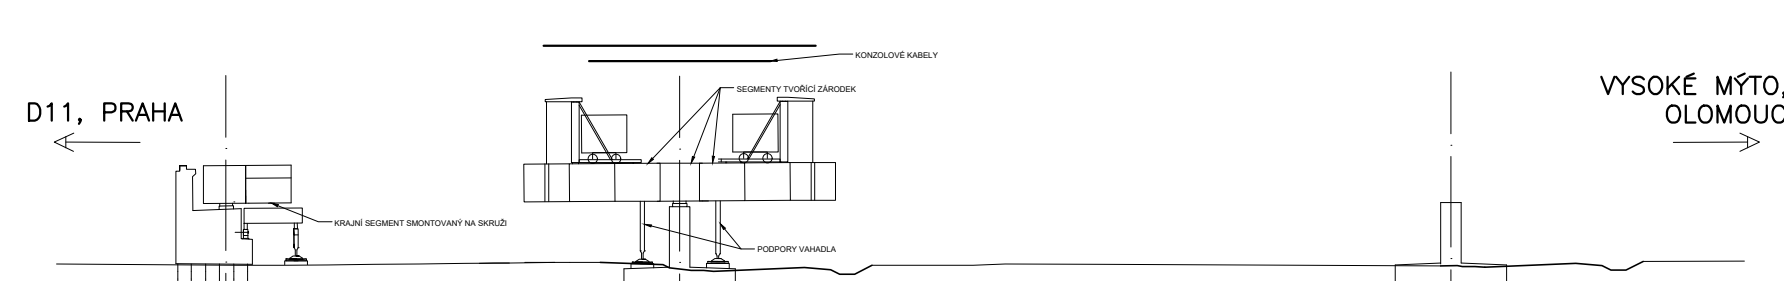 KONZOLOVÉ KABELY
SEGMENTY TVOŘÍCÍ ZÁRODEK
D11, PRAHA
VYSOKÉ MÝTO,
OLOMOUC
KRAJNÍ SEGMENT SMONTOVANÝ NA SKRUŽI
PODPORY VAHADLA